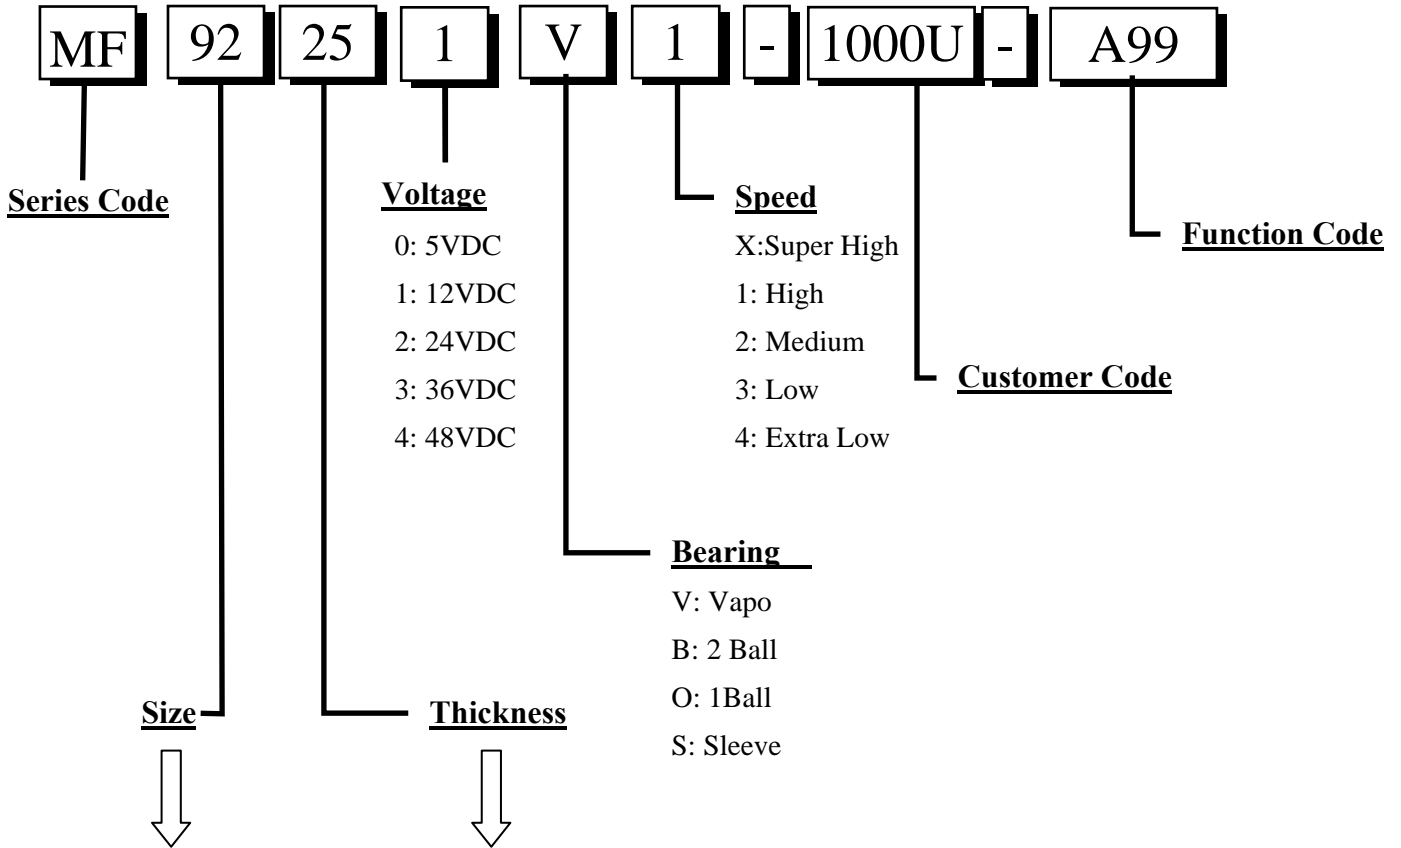 MF 92 25 1 V 1 - 1000U - A99
Series Code
Voltage
0: 5VDC
1: 12VDC
2: 24VDC
3: 36VDC
4: 48VDC
Speed
X:Super High
1: High
2: Medium
3: Low
4: Extra Low
Function Code
Customer Code
Bearing
V: Vapo
B: 2 Ball
O: 1Ball
S: Sleeve
Size
Thickness